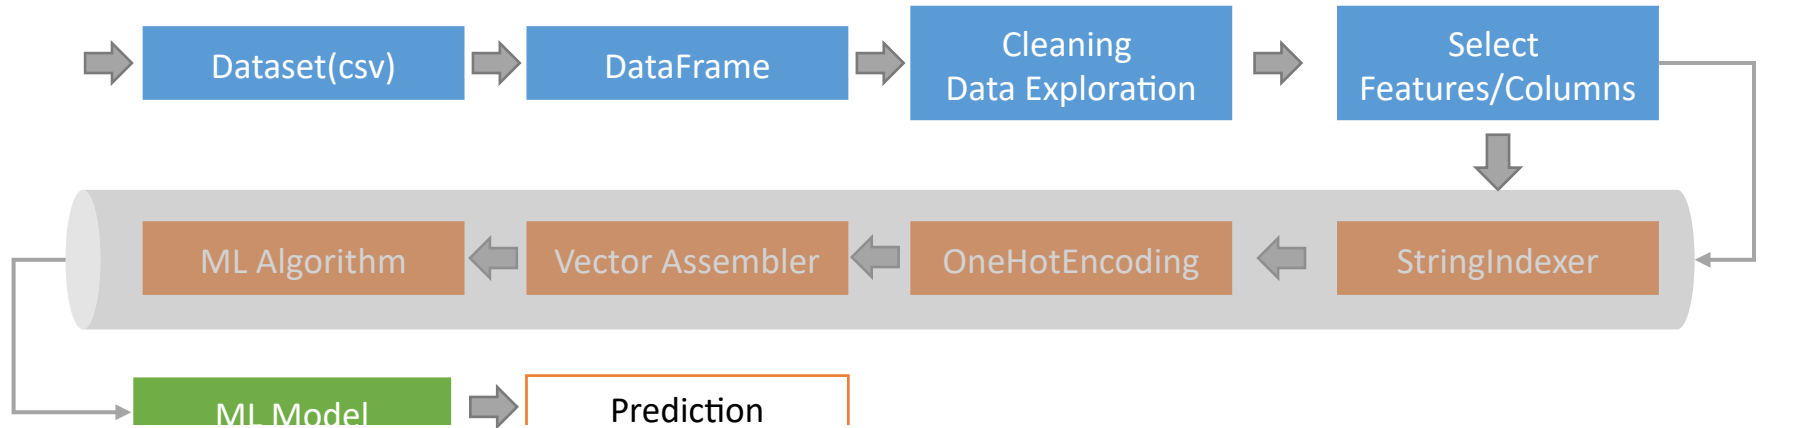 Dataset(csv)
DataFrame
Cleaning
Data Exploration
Select
Features/Columns
ML Algorithm
Vector Assembler
OneHotEncoding
StringIndexer
ML Model
Prediction